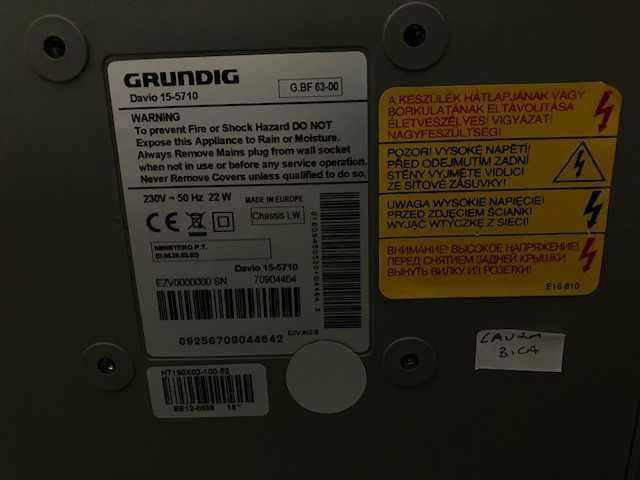 GRUNDIG
Davio 15-5710
G.BF 63-00
WARNING
To prevent Fire or Shock Hazard DO NOT
Expose this Appliance to Rain or Moisture.
Always Remove Mains plug from wall socket
when not in use or before any service operation.
Never Remove Covers unless qualified to do so.
230V ~ 50 Hz 22 W
MADE IN EUROPE
Chassis LW
MINISTERO P.T.
Davio 15-5710
EZV0000000 SN 70904464
09256709044642
HT150X02-100-52
15"
A KÉSZÜLÉK HÁTLAPJÁNAK VAGY
BORKULATÁNAK ELTÁVOLÍTÁSA
ÉLETVESZÉLYES! VIGYÁZAT!
NAGYFESZÜLTSÉG!
POZOR! VYSOKÉ NAPĚTÍ!
PŘED ODEJMUTÍM ZADNÍ
STĚNY VYJMĚTE VIDLICI
ZE SÍŤOVÉ ZÁSUVKY!
UWAGA WYSOKIE NAPIĘCIE!
PRZED ZDJĘCIEM ŚCIANKI
WYJĄĆ WTYCZKĘ Z SIECI!
ВНИМАНИЕ! ВЫСОКОЕ НАПРЯЖЕНИЕ!
ПЕРЕД СНЯТИЕМ ЗАДНЕЙ КРЫШКИ
ВЫНУТЬ ВИЛКУ ИЗ РОЗЕТКИ!
E16 810